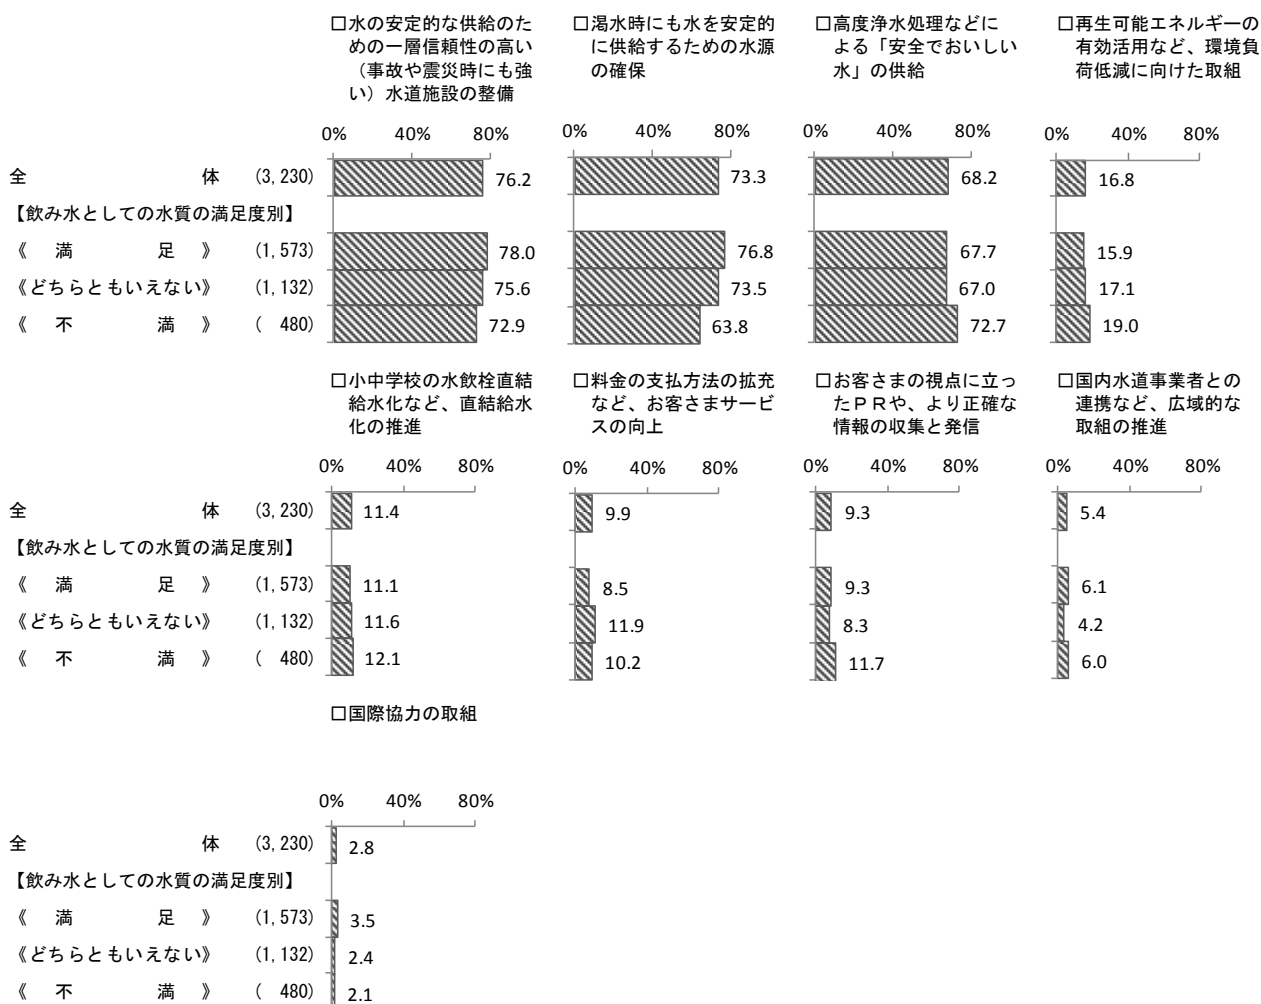 □水の安定的な供給のた
めの一層信頼性の高い
（事故や震災時にも強
い）水道施設の整備
□渇水時にも水を安定的
に供給するための水源
の確保
□高度浄水処理などに
よる「安全でおいしい
水」の供給
□再生可能エネルギーの
有効活用など、環境負
荷低減に向けた取組
0% 40% 80% 0% 40% 80% 0% 40% 80% 0% 40% 80%
全体 (3,230) 76.2 73.3 68.2 16.8
【飲み水としての水質の満足度別】
《満足》 (1,573) 78.0 76.8 67.7 15.9
《どちらともいえない》 (1,132) 75.6 73.5 67.0 17.1
《不満》 ( 480) 72.9 63.8 72.7 19.0
□小中学校の水飲栓直結
給水化など、直結給水
化の推進
□料金の支払方法の拡充
など、お客さまサービ
スの向上
□お客さまの視点に立っ
たＰＲや、より正確な
情報の収集と発信
□国内水道事業者との
連携など、広域的な
取組の推進
0% 40% 80% 0% 40% 80% 0% 40% 80% 0% 40% 80%
全体 (3,230) 11.4 9.9 9.3 5.4
【飲み水としての水質の満足度別】
《満足》 (1,573) 11.1 8.5 9.3 6.1
《どちらともいえない》 (1,132) 11.6 11.9 8.3 4.2
《不満》 ( 480) 12.1 10.2 11.7 6.0
□国際協力の取組
0% 40% 80%
全体 (3,230) 2.8
【飲み水としての水質の満足度別】
《満足》 (1,573) 3.5
《どちらともいえない》 (1,132) 2.4
《不満》 ( 480) 2.1